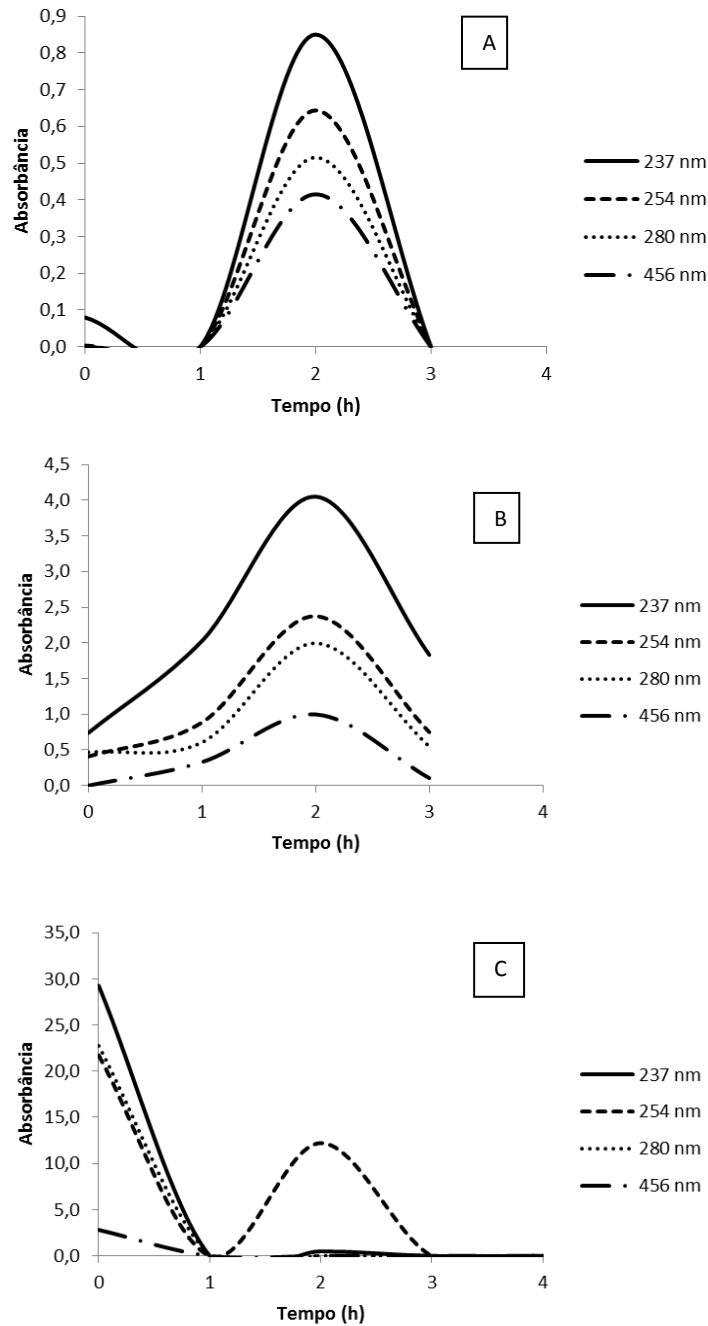 A
0,9
0,8
0,7
0,6
0,5
0,4
0,3
0,2
0,1
0,0
Absorbância
0 1 2 3 4
Tempo (h)
237 nm
254 nm
280 nm
456 nm
B
4,5
4,0
3,5
3,0
2,5
2,0
1,5
1,0
0,5
0,0
Absorbância
0 1 2 3 4
Tempo (h)
237 nm
254 nm
280 nm
456 nm
C
35,0
30,0
25,0
20,0
15,0
10,0
5,0
0,0
Absorbância
0 1 2 3 4
Tempo (h)
237 nm
254 nm
280 nm
456 nm